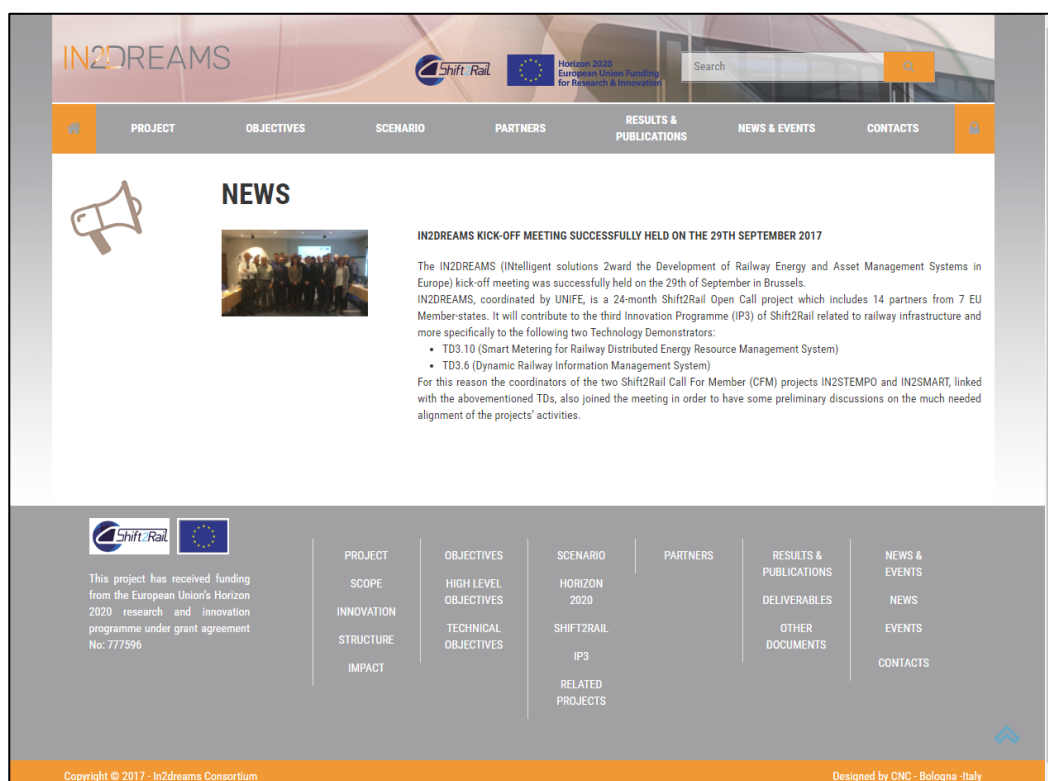 IN2DREAMS
Shift2Rail
Horizon 2020
European Union Funding
for Research & Innovation
Search
PROJECT
OBJECTIVES
SCENARIO
PARTNERS
RESULTS &
PUBLICATIONS
NEWS & EVENTS
CONTACTS
NEWS
IN2DREAMS KICK-OFF MEETING SUCCESSFULLY HELD ON THE 29TH SEPTEMBER 2017
The IN2DREAMS (INtelligent solutions 2ward the Development of Railway Energy and Asset Management Systems in
Europe) kick-off meeting was successfully held on the 29th of September in Brussels.
IN2DREAMS, coordinated by UNIFE, is a 24-month Shift2Rail Open Call project which includes 14 partners from 7 EU
Member-states. It will contribute to the third Innovation Programme (IP3) of Shift2Rail related to railway infrastructure and
more specifically to the following two Technology Demonstrators:
• TD3.10 (Smart Metering for Railway Distributed Energy Resource Management System)
• TD3.6 (Dynamic Railway Information Management System)
For this reason the coordinators of the two Shift2Rail Call For Member (CFM) projects IN2STEMPO and IN2SMART, linked
with the abovementioned TDs, also joined the meeting in order to have some preliminary discussions on the much needed
alignment of the projects' activities.
Shift2Rail
This project has received funding
from the European Union's Horizon
2020 research and innovation
programme under grant agreement
No: 777596
PROJECT
SCOPE
INNOVATION
STRUCTURE
IMPACT
OBJECTIVES
HIGH LEVEL
OBJECTIVES
TECHNICAL
OBJECTIVES
SCENARIO
HORIZON
2020
SHIFT2RAIL
IP3
RELATED
PROJECTS
PARTNERS
RESULTS &
PUBLICATIONS
DELIVERABLES
OTHER
DOCUMENTS
NEWS &
EVENTS
NEWS
EVENTS
CONTACTS
Copyright © 2017 - In2dreams Consortium
Designed by CNC - Bologna -Italy